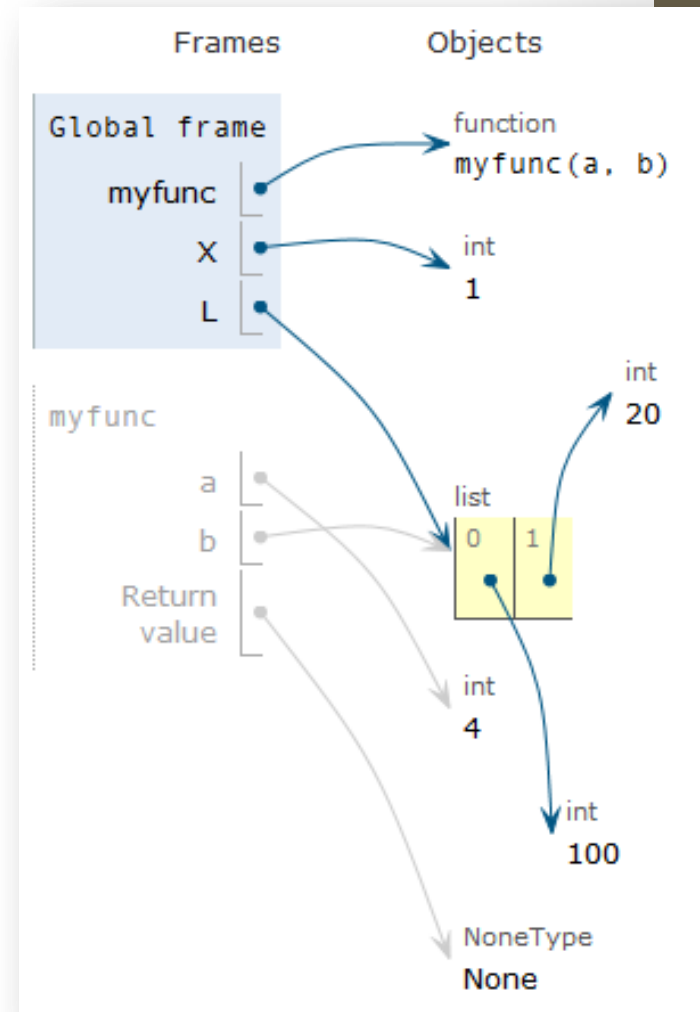 Frames Objects
Global frame
function
myfunc(a, b)
myfunc
int
X
1
L
int
20
myfunc
a
list
0 1
b
Return
value
int
4
int
100
NoneType
None